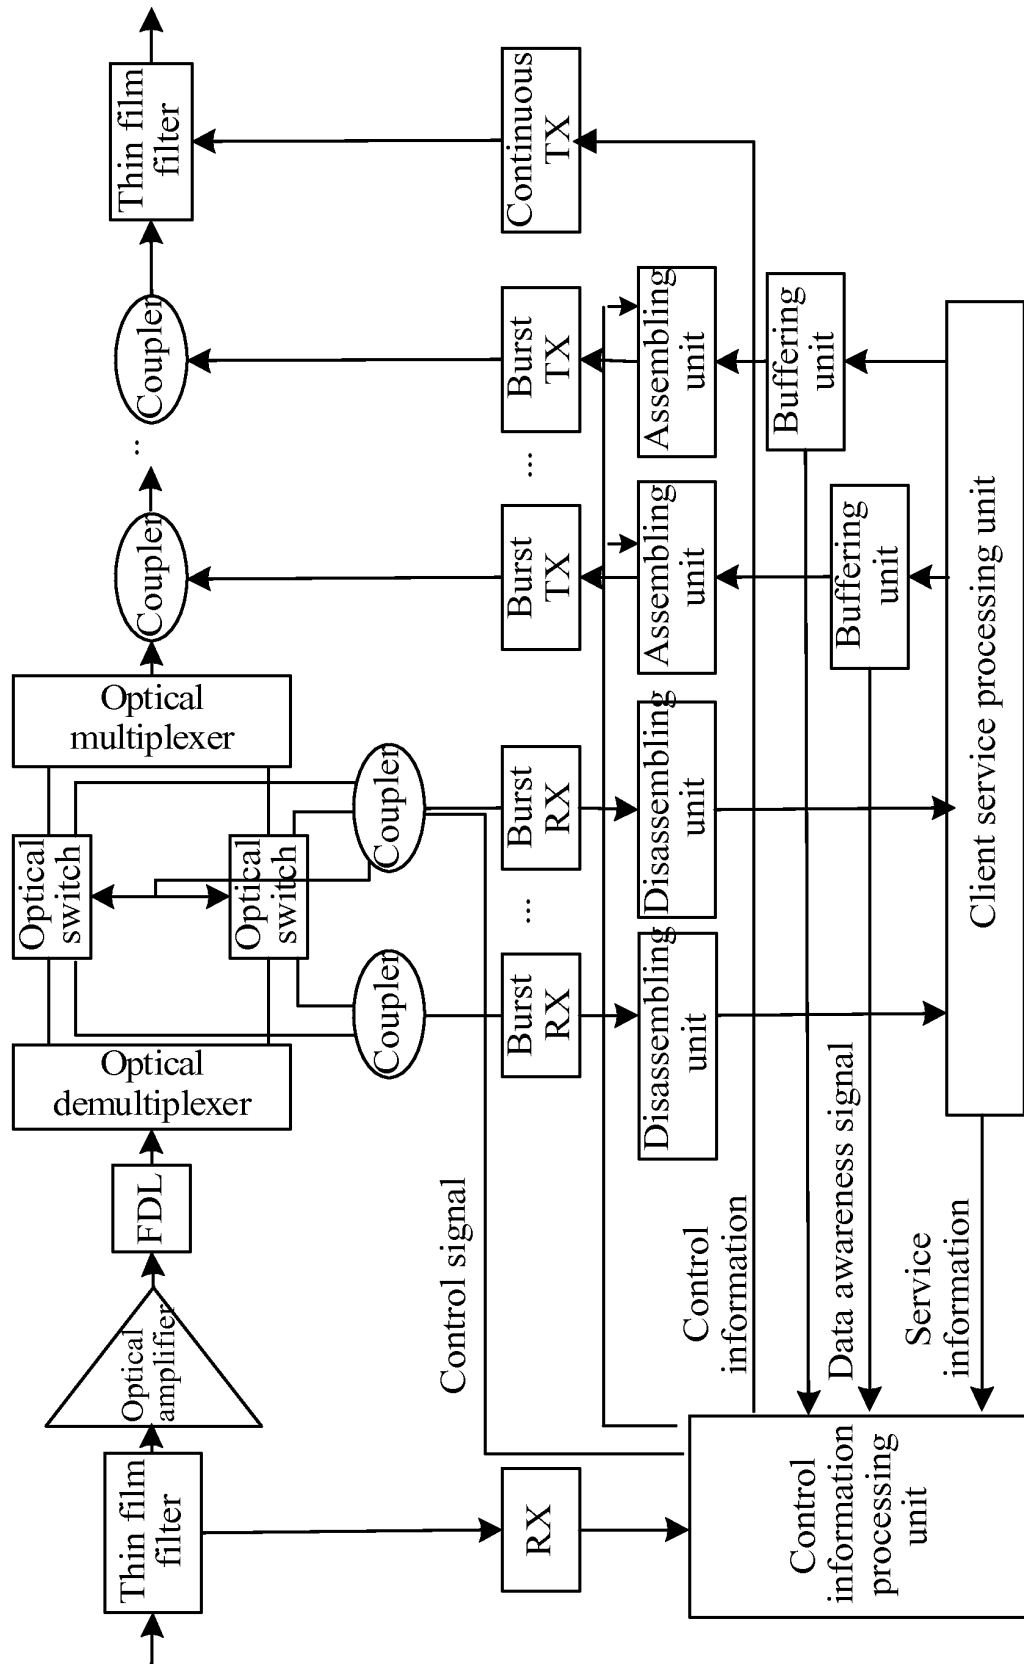 Thin film
filter
Optical
amplifier
FDL
Optical
demultiplexer
Optical
switch
Optical
switch
Optical
multiplexer
Coupler
..
Coupler
Thin film
filter
Coupler
Coupler
RX
Control signal
Burst
RX
...
Burst
RX
Burst
TX
...
Burst
TX
Continuous
TX
Disassembling
unit
Disassembling
unit
Assembling
unit
Assembling
unit
Control
information
Buffering
unit
Buffering
unit
Data awareness signal
Service
information
Control
information
processing
unit
Client service processing unit